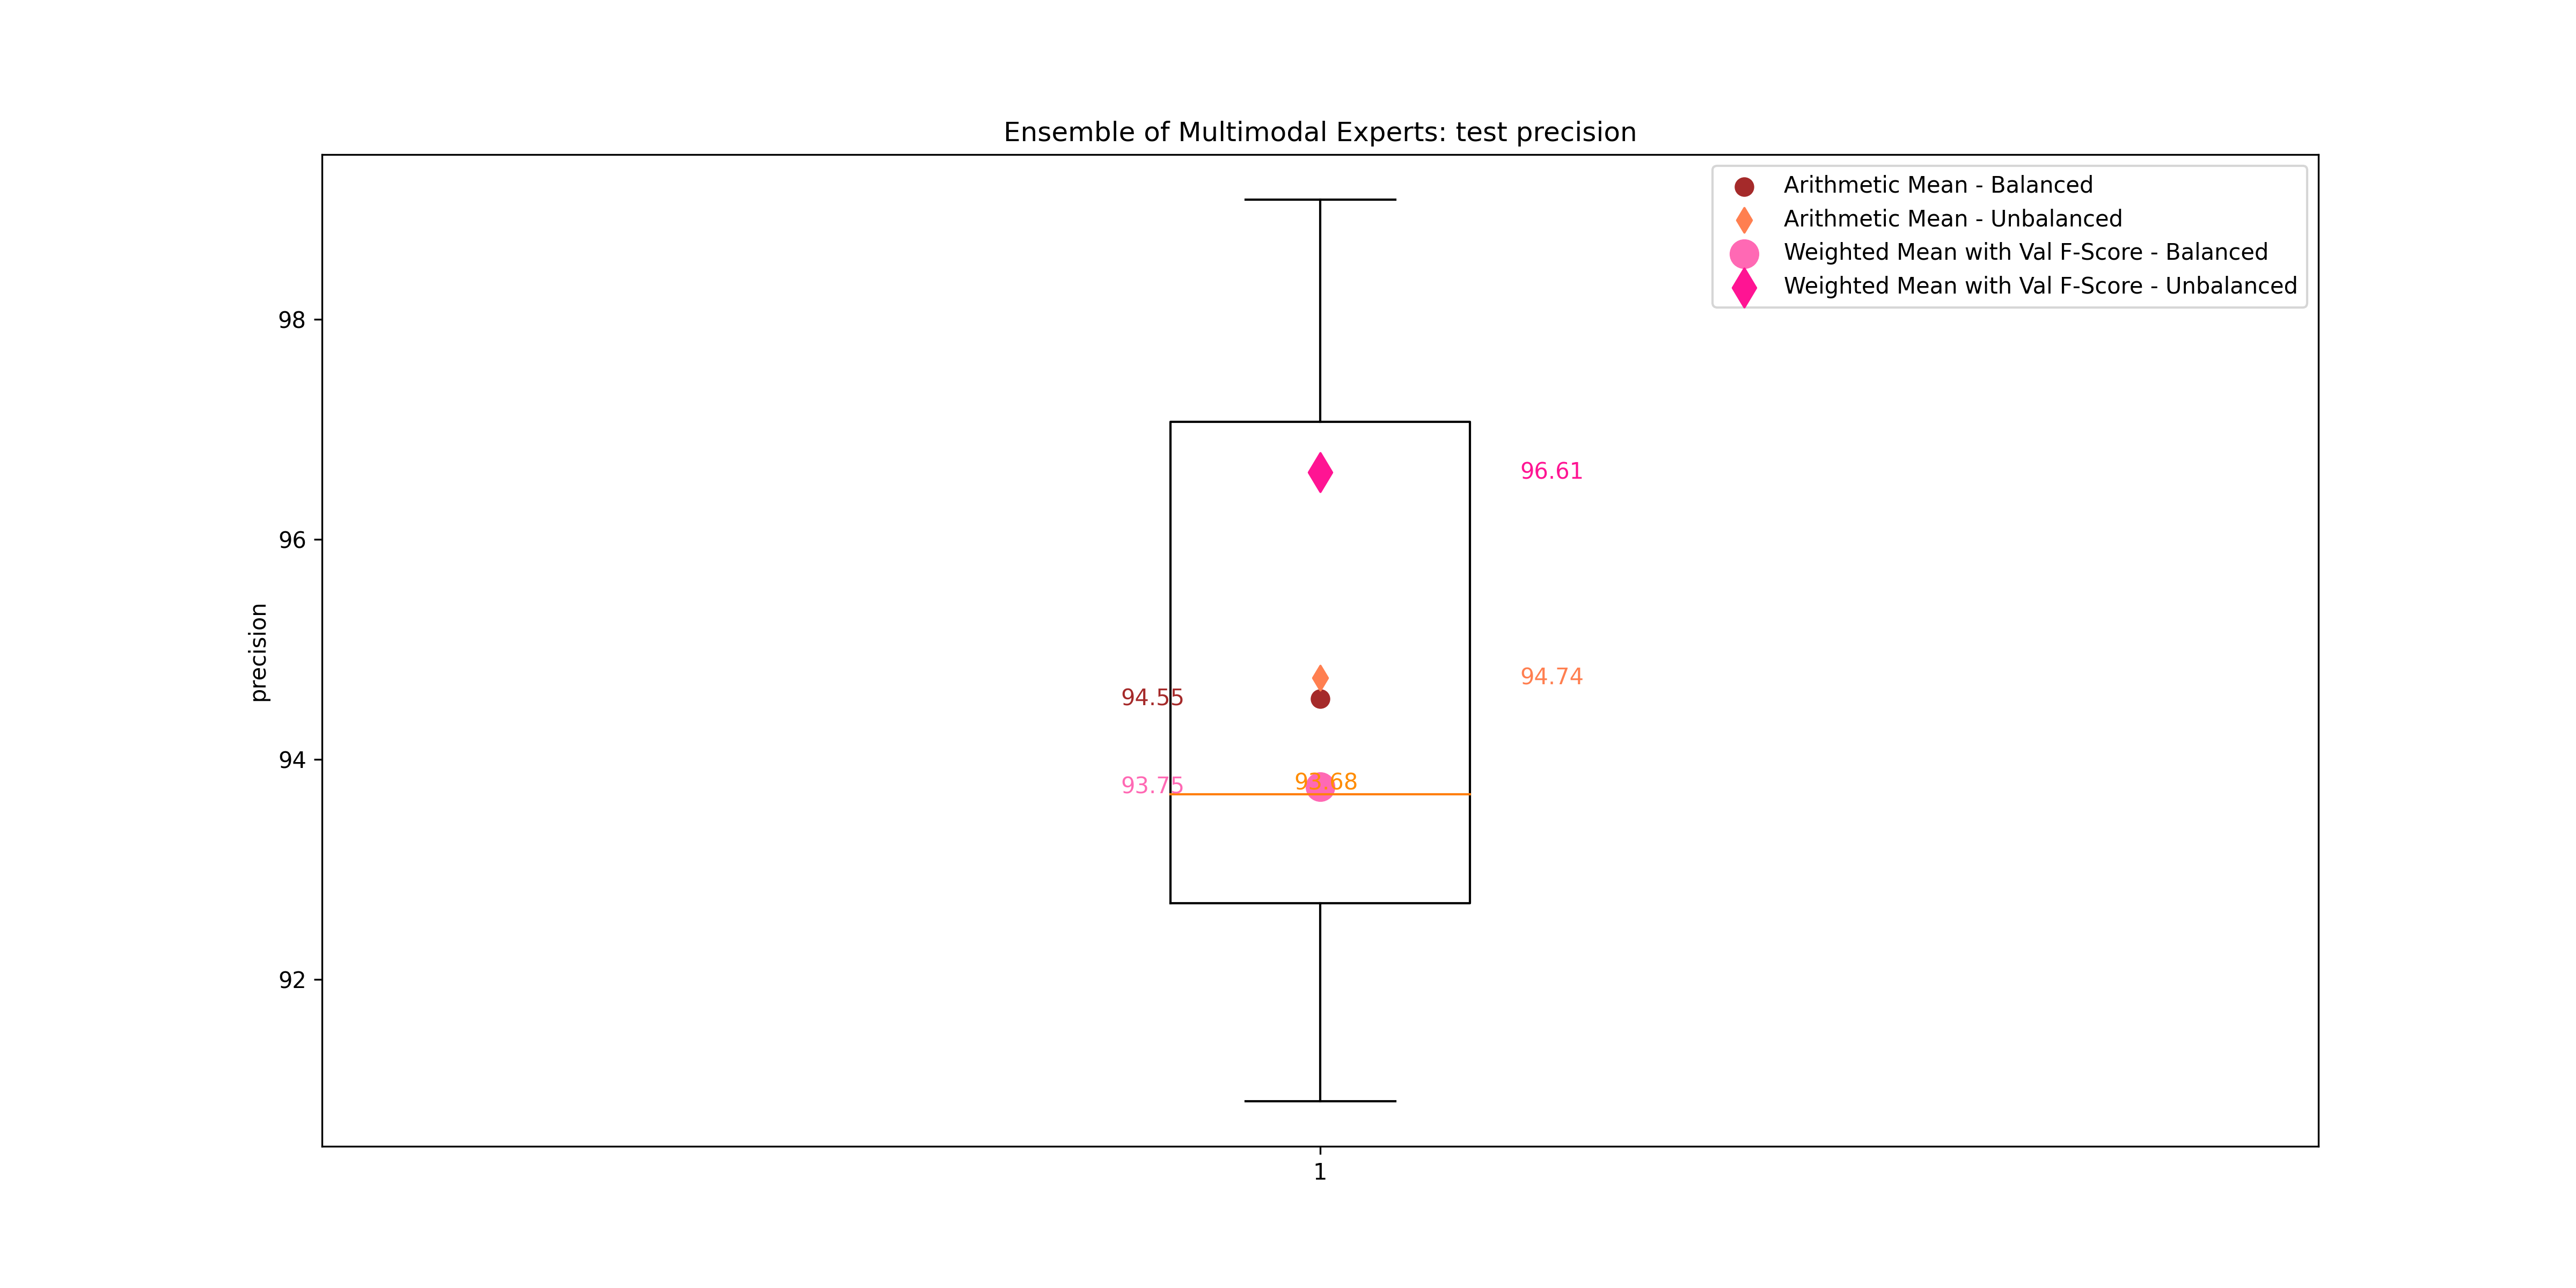 Ensemble of Multimodal Experts: test precision
Arithmetic Mean - Balanced
Arithmetic Mean - Unbalanced
Weighted Mean with Val F-Score - Balanced
Weighted Mean with Val F-Score - Unbalanced
98
96
94
92
precision
96.61
94.74
94.55
93.75
93.68
1